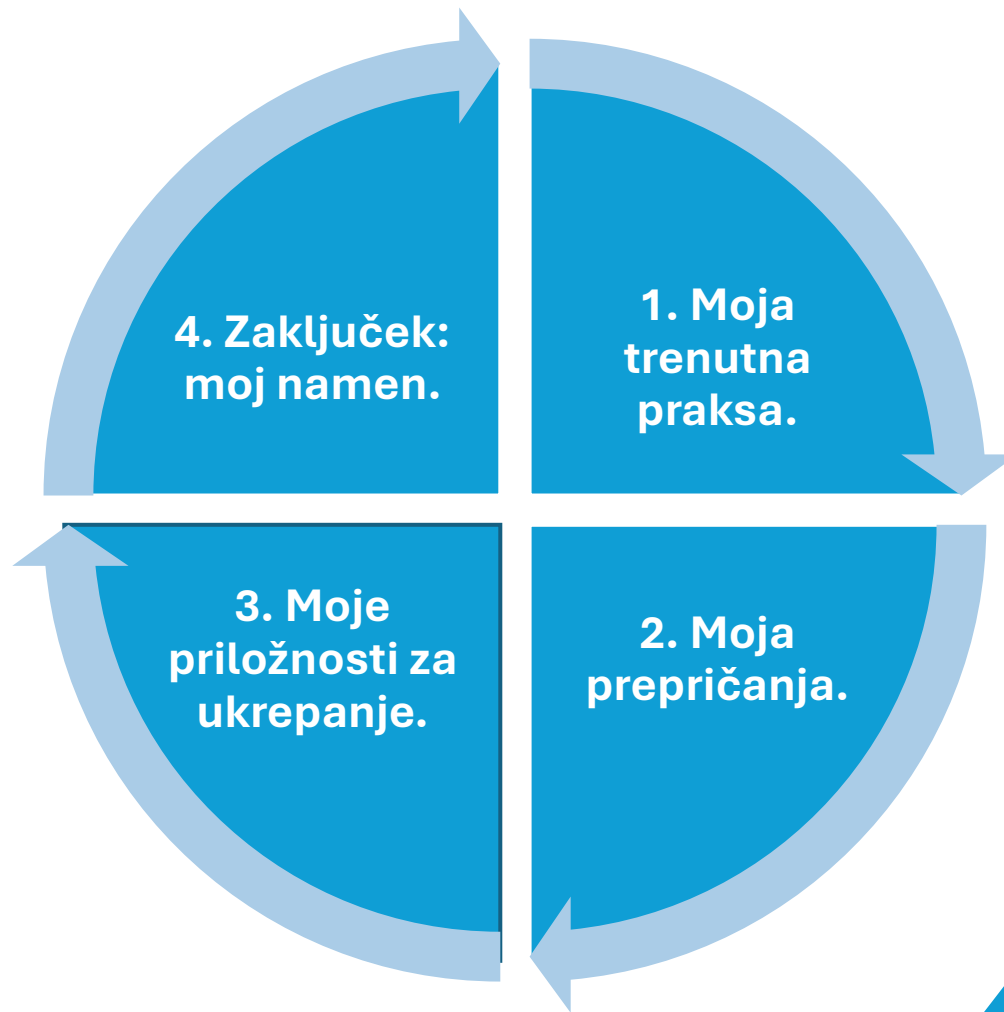 1. Moja
trenutna
praksa.
2. Moja
prepričanja.
3. Moje
priložnosti za
ukrepanje.
4. Zaključek:
moj namen.